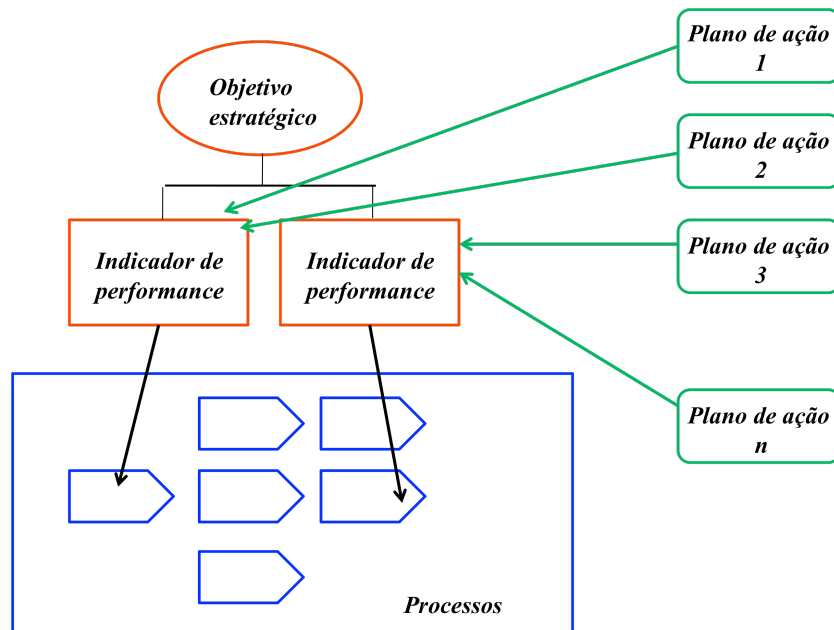 Plano de ação
1
Objetivo
estratégico
Plano de ação
2
Indicador de
performance
Indicador de
performance
Plano de ação
3
Plano de ação
n
Processos